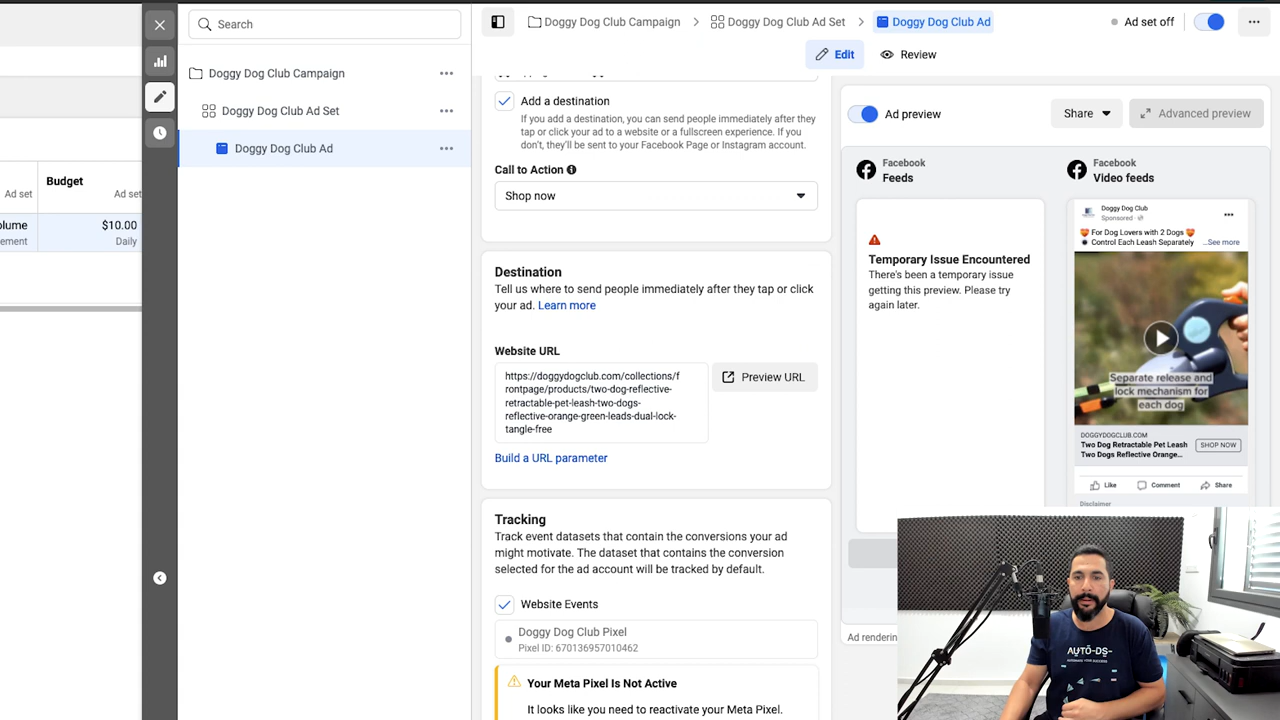 Search
Doggy Dog Club Campaign
Doggy Dog Club Ad Set
Doggy Dog Club Ad
Ad set off
Edit
Review
Ad set
Budget
Ad set
olume
ement
$10.00
Daily
Doggy Dog Club Campaign
Doggy Dog Club Ad Set
Doggy Dog Club Ad
Add a destination
If you add a destination, you can send people immediately after they
tap or click your ad to a website or a fullscreen experience. If you
don't, they'll be sent to your Facebook Page or Instagram account.
Call to Action
Shop now
Destination
Tell us where to send people immediately after they tap or click
your ad. Learn more
Website URL
https://doggydogclub.com/collections/f
rontpage/products/two-dog-reflective-
retractable-pet-leash-two-dogs-
reflective-orange-green-leads-dual-lock-
tangle-free
Preview URL
Build a URL parameter
Tracking
Track event datasets that contain the conversions your ad
might motivate. The dataset that contains the conversion
selected for the ad account will be tracked by default.
Website Events
Doggy Dog Club Pixel
Pixel ID: 670136957010462
Your Meta Pixel Is Not Active
It looks like you need to reactivate your Meta Pixel.
Ad preview
Share
Advanced preview
Facebook
Feeds
Temporary Issue Encountered
There's been a temporary issue
getting this preview. Please try
again later.
Facebook
Video feeds
Doggy Dog Club
Sponsored
For Dog Lovers with 2 Dogs
Control Each Leash Separately
...See more
Separate release and
lock mechanism for
each dog
DOGGYDOGCLUB.COM
Two Dog Retractable Pet Leash
Two Dogs Reflective Orange...
SHOP NOW
Like
Comment
Share
Disclaimer
Ad rendering
AUTO-DS-
AUTOMATE YOUR SUCCESS